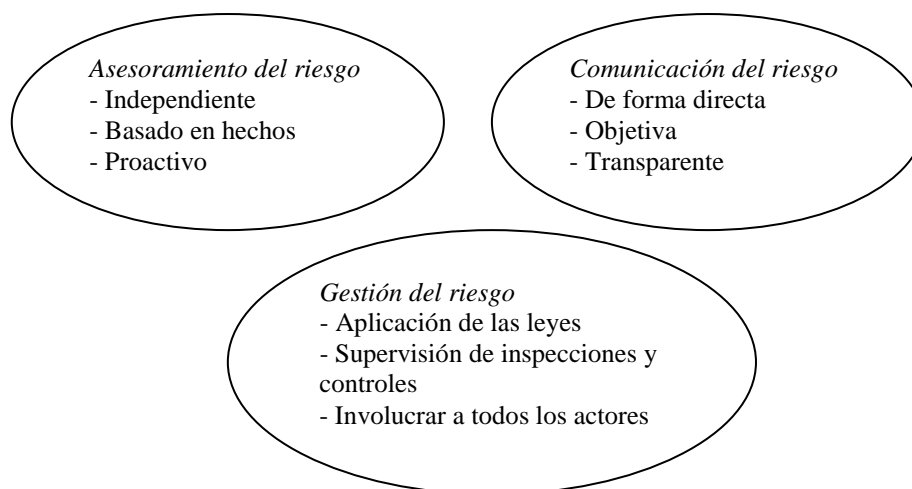 Asesoramiento del riesgo
- Independiente
- Basado en hechos
- Proactivo
Comunicación del riesgo
- De forma directa
- Objetiva
- Transparente
Gestión del riesgo
- Aplicación de las leyes
- Supervisión de inspecciones y
controles
- Involucrar a todos los actores